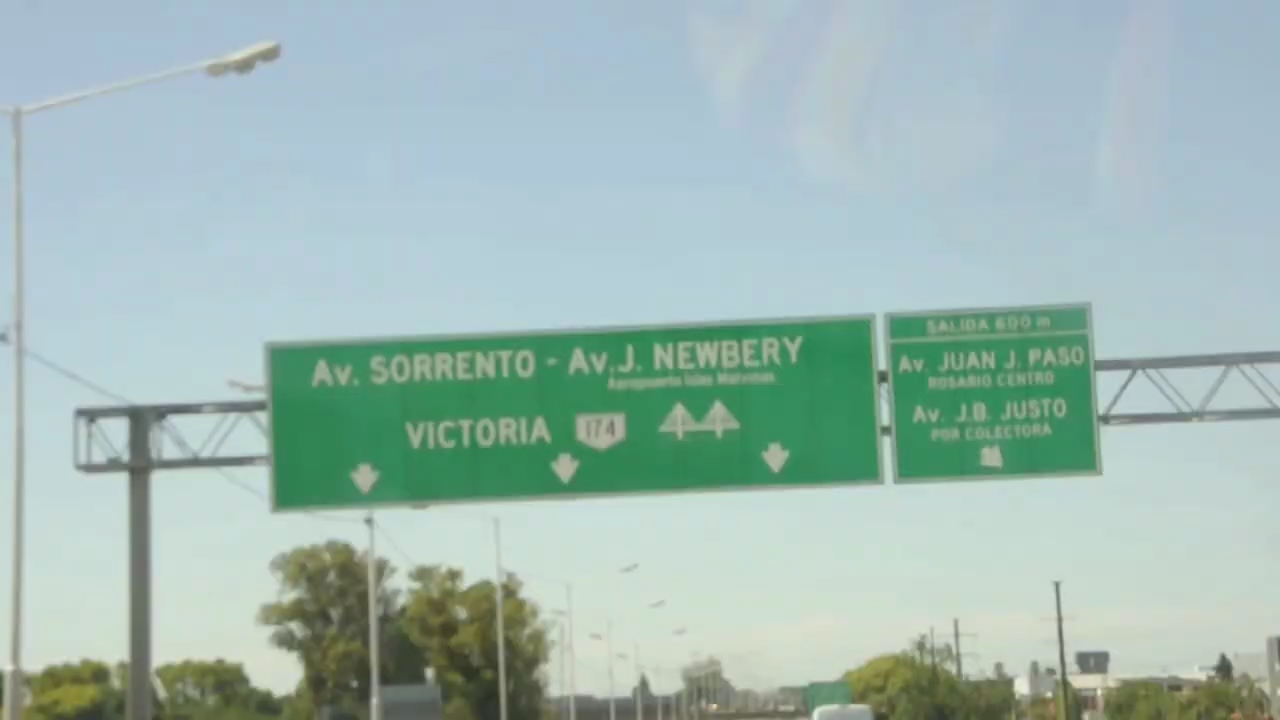 Av. SORRENTO - Av. J. NEWBERY
Aeropuerto Islas Malvinas
VICTORIA 174
SALIDA 600 m
Av. JUAN J. PASO
ROSARIO CENTRO
Av. J.B. JUSTO
POR COLECTORA